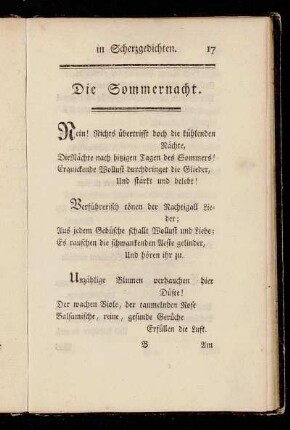 in Scherzgedichten. 17
Die Sommernacht.
Nein! Nichts übertrifft doch die kühlenden
Nächte,
DieNächte nach hitzigen Tagen des Sommers!
Erquickende Wollust durchdringet die Glieder,
Und stärkt und belebt!
Verführerisch tönen der Nachtigall Lie-
der;
Aus jedem Gebüsche schallt Wollust und Liebe;
Es rauschen die schwankenden Aeste gelinder,
Und hören ihr zu.
Unzählige Blumen verhauchen hier
Düfte!
Der wachen Viole, der taumelnden Rose
Balsamische, reine, gesunde Gerüche
Erfüllen die Luft.
B Am